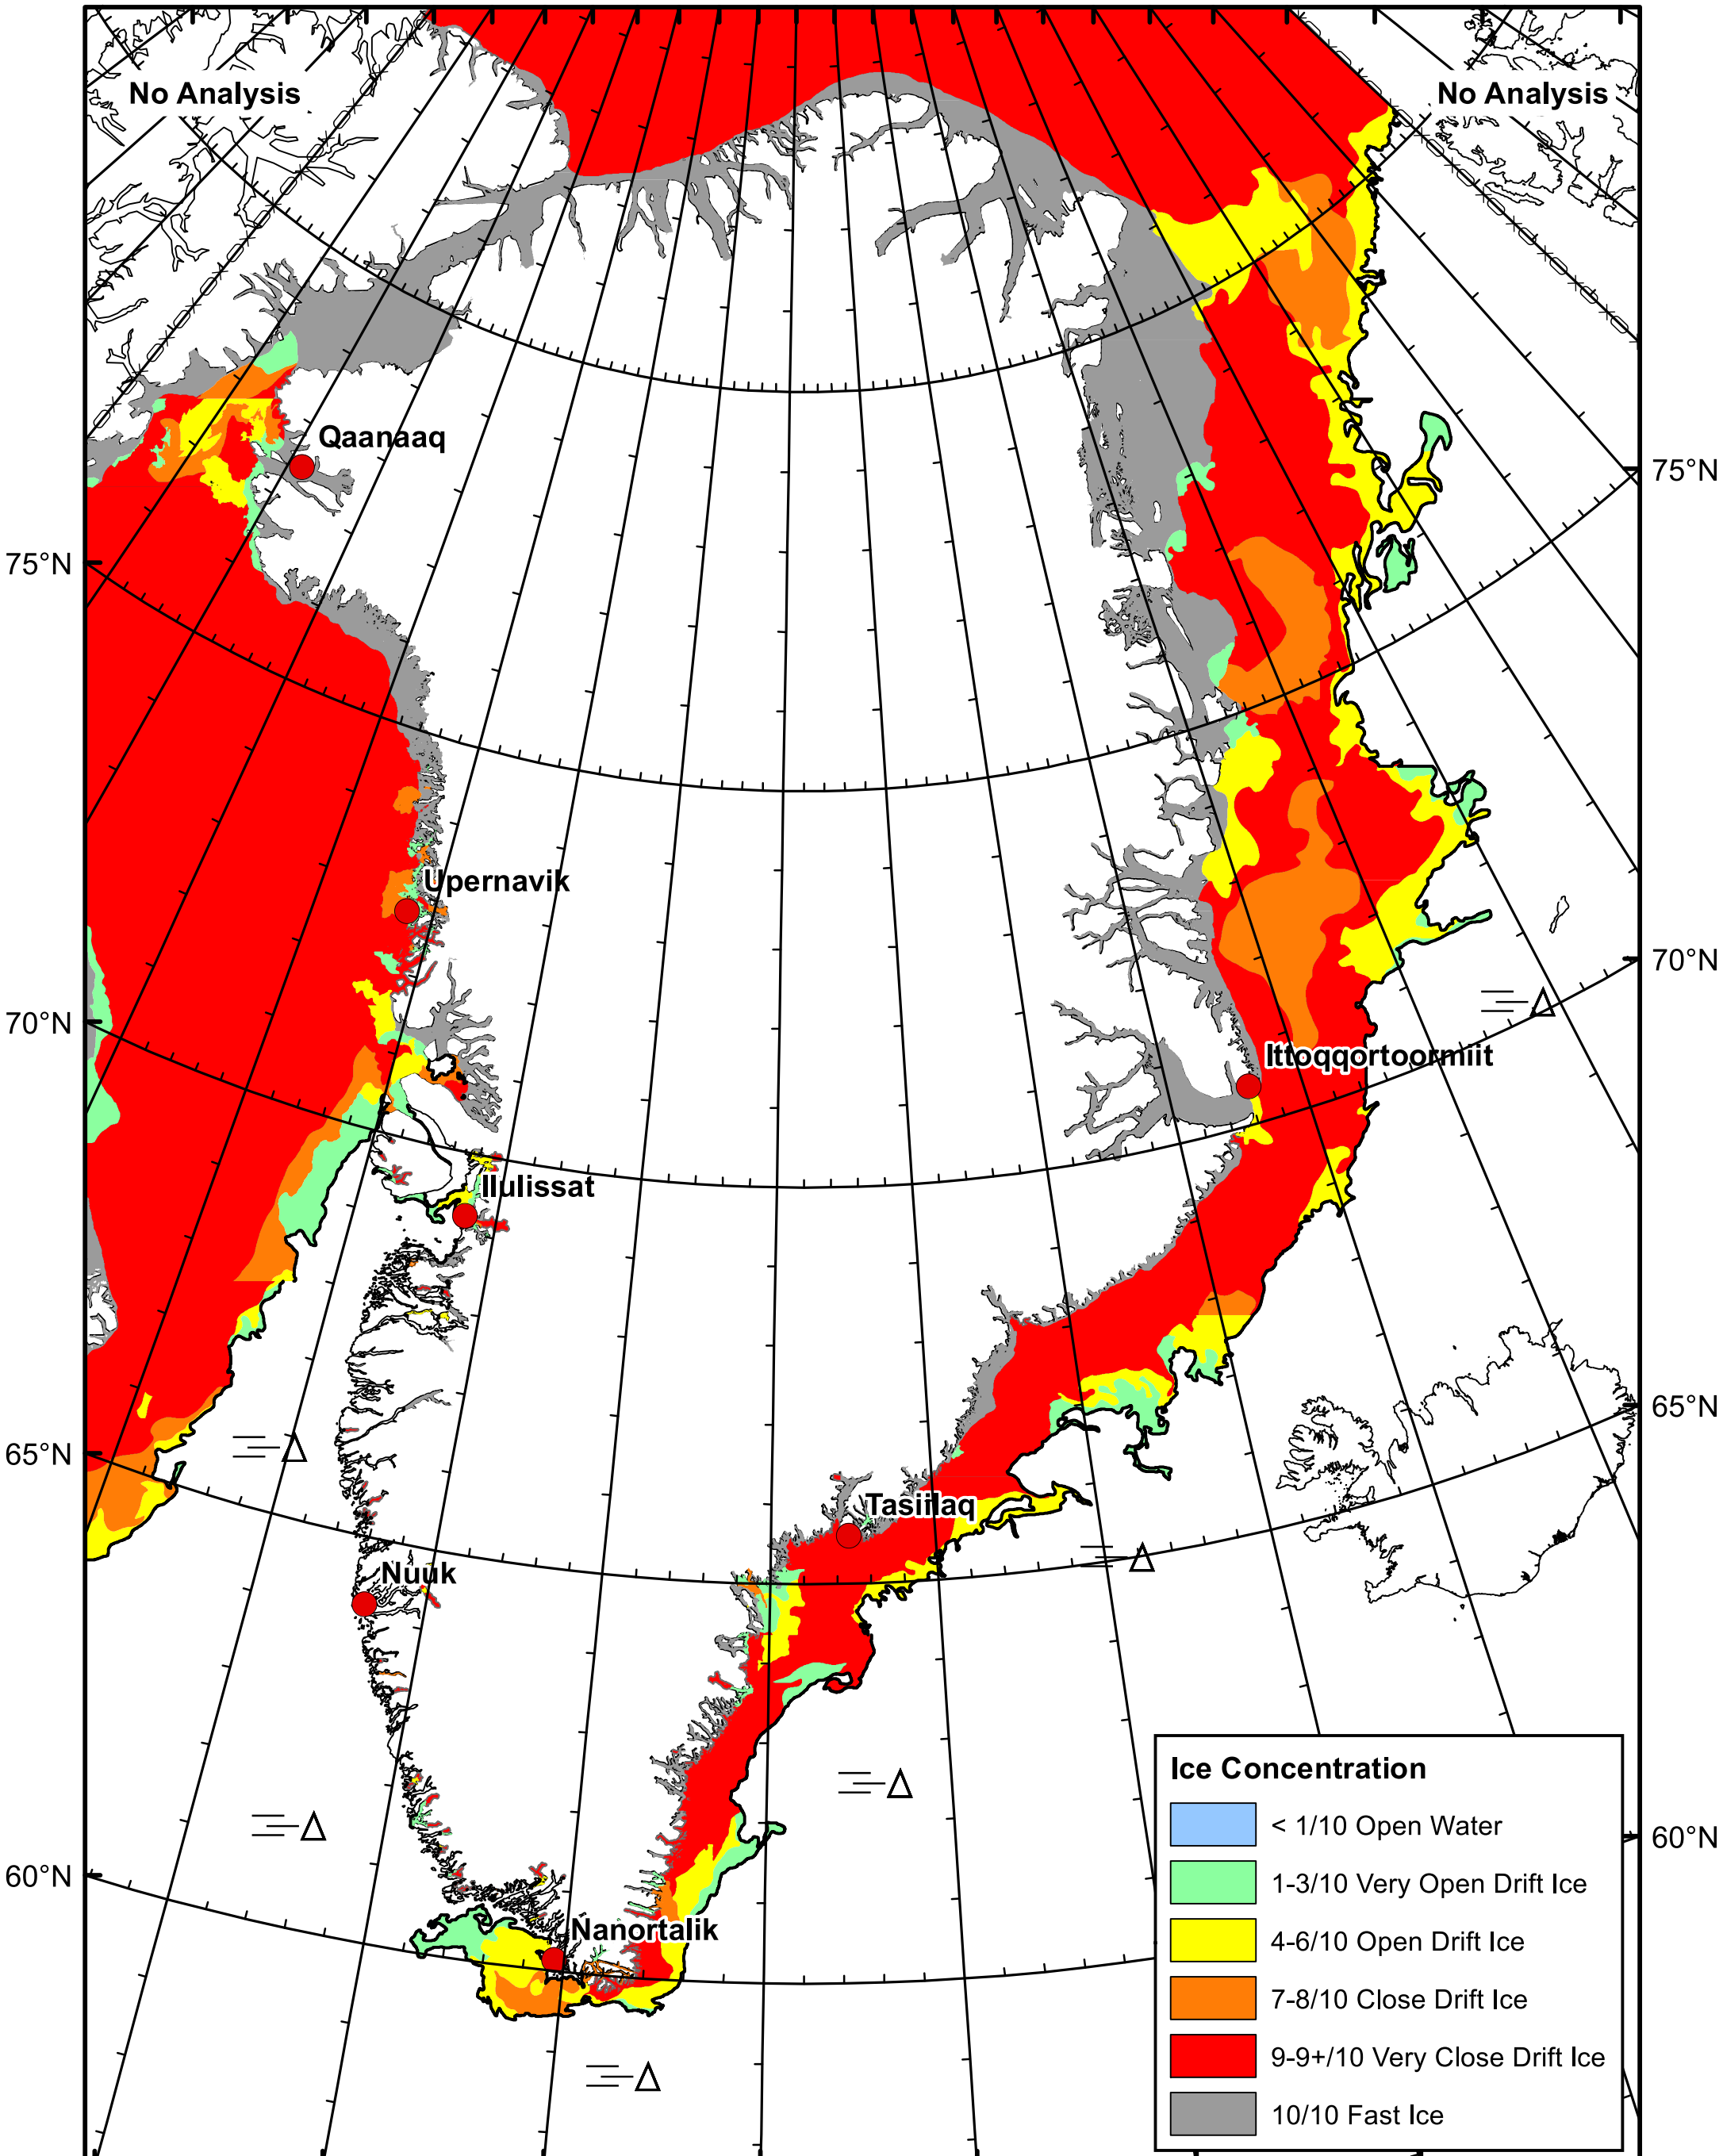 No Analysis
No Analysis
Qaanaaq
75°N
75°N
Upernavik
70°N
70°N
Ittoqqortoormiit
Ilulissat
65°N
65°N
Tasiilaq
Nuuk
60°N
60°N
Nanortalik
Ice Concentration
< 1/10 Open Water
1-3/10 Very Open Drift Ice
4-6/10 Open Drift Ice
7-8/10 Close Drift Ice
9-9+/10 Very Close Drift Ice
10/10 Fast Ice